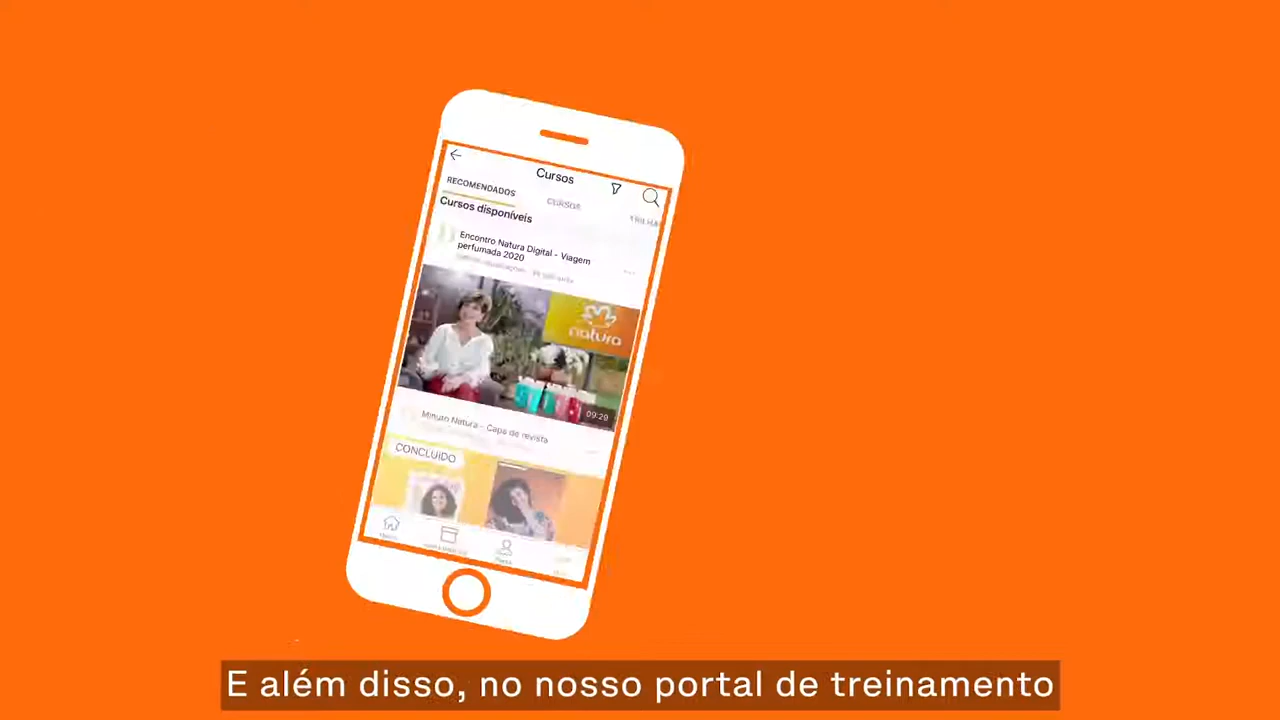 Cursos
RECOMENDADOS
CURSOS
Cursos disponíveis
Encontro Natura Digital - Viagem
perfumada 2020
natura
09:29
Minuto Natura - Capa de revista
CONCLUIDO
E além disso, no nosso portal de treinamento